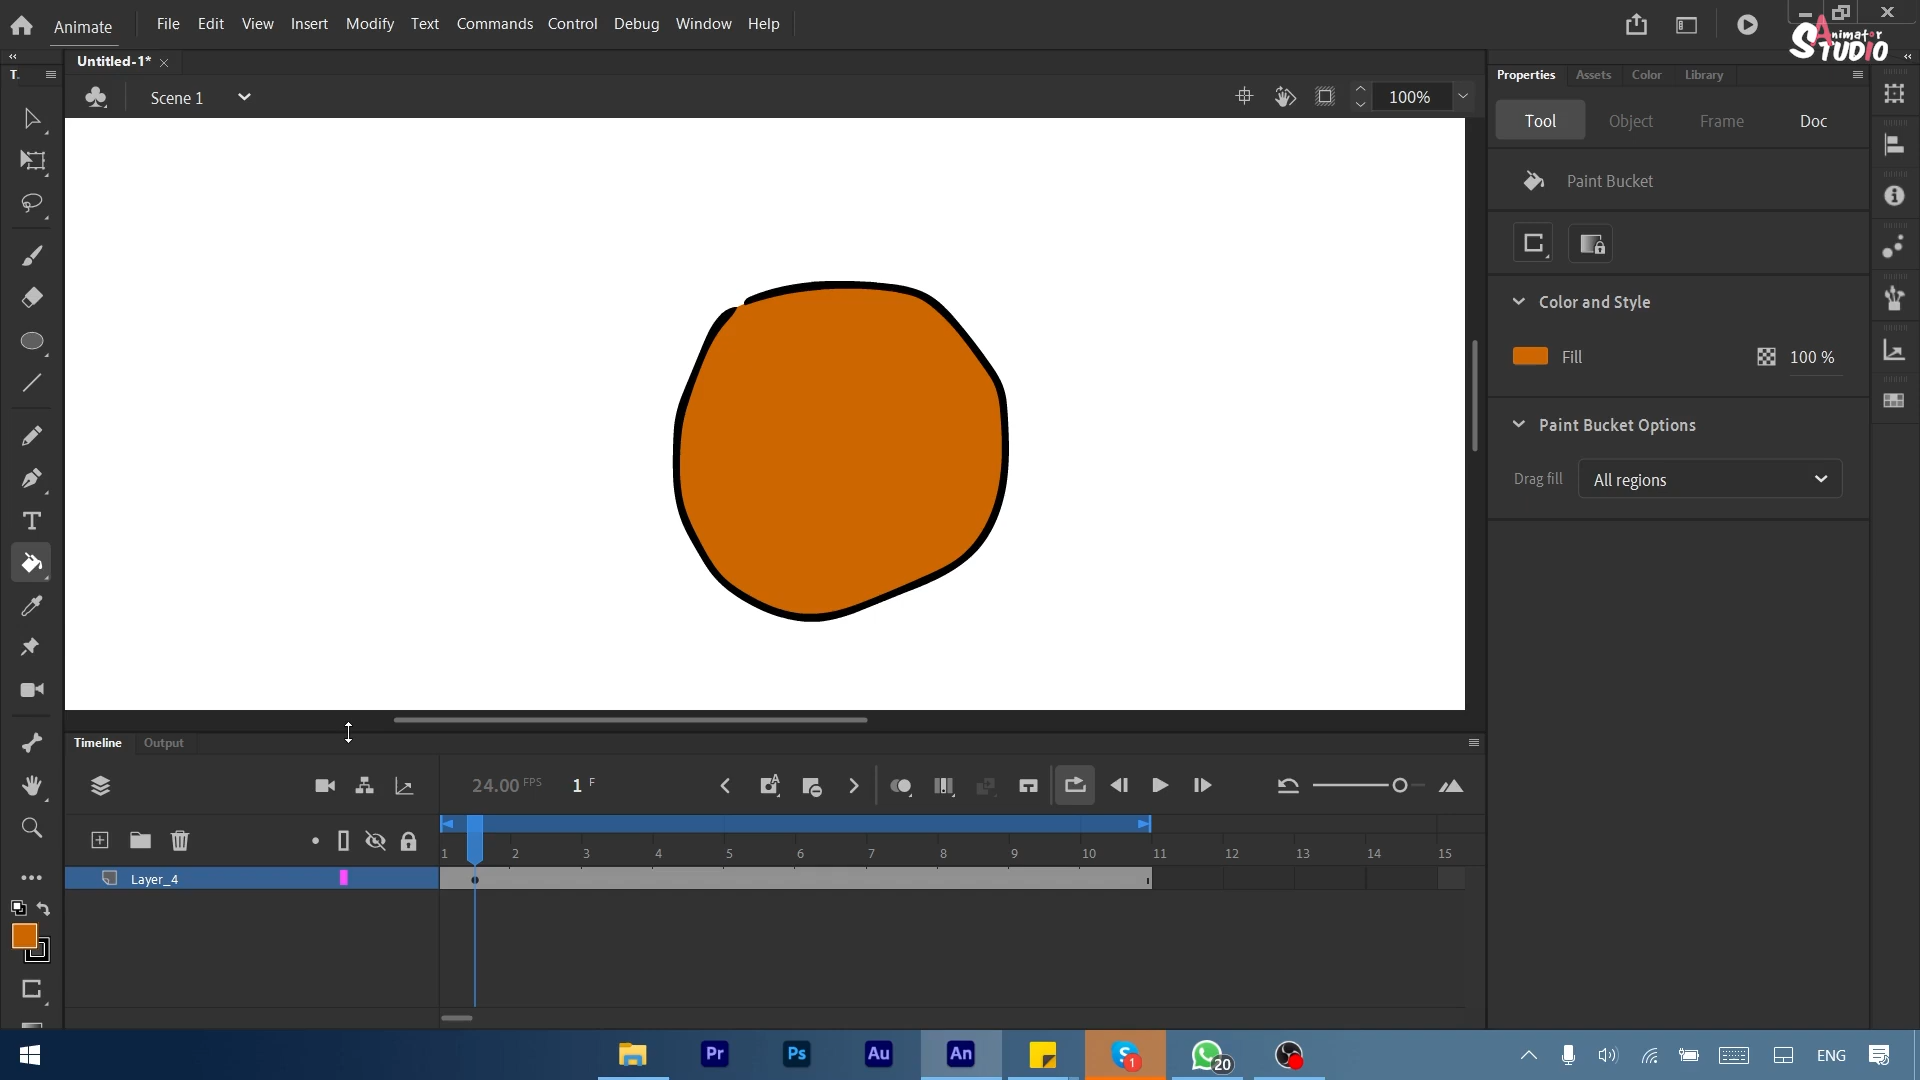 Animate
File Edit View Insert Modify Text Commands Control Debug Window Help
Animator
STUDIO
Untitled-1*
T.
Properties Assets Color Library
Scene 1
100%
Tool Object Frame Doc
Paint Bucket
Color and Style
Fill 100 %
Paint Bucket Options
Drag fill All regions
Timeline Output
24.00 FPS 1 F
1 2 3 4 5 6 7 8 9 10 11 12 13 14 15
Layer_4
Pr Ps Au An S 1 20 ENG